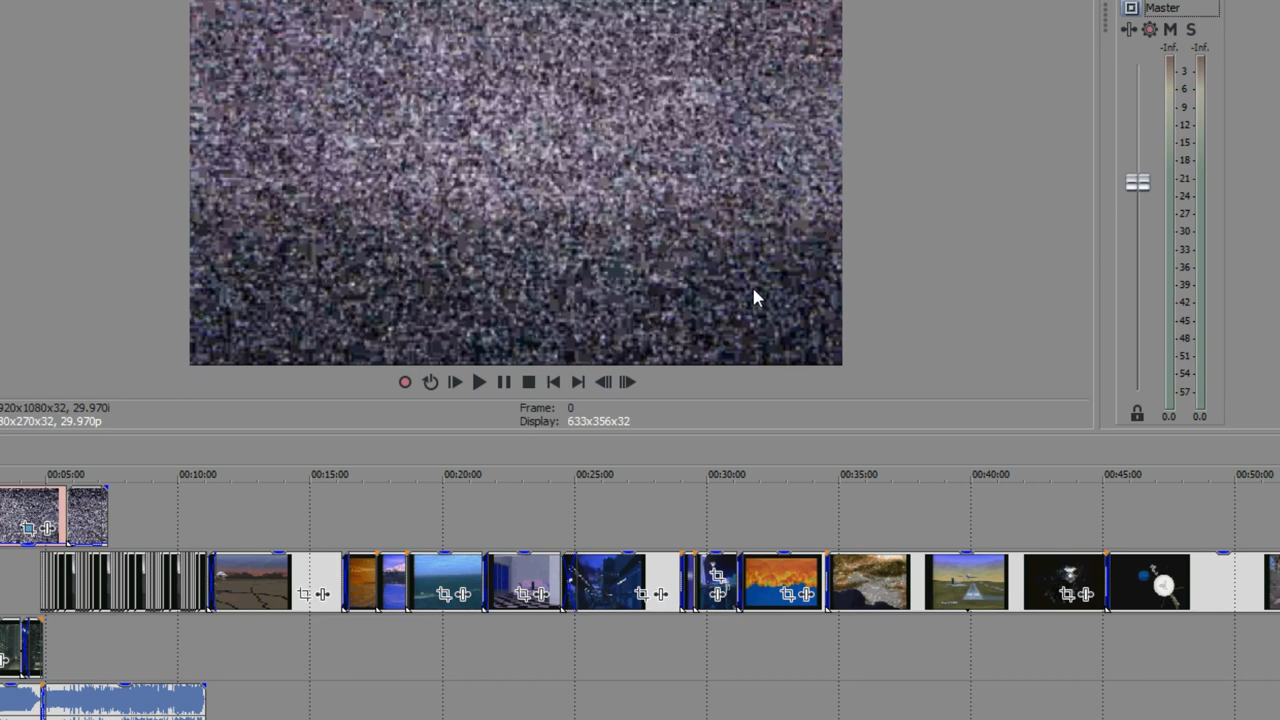 Master
M S
-Inf. -Inf.
3
6
9
12
15
18
21
24
27
30
33
36
39
42
45
48
51
54
57
0.0 0.0
920x1080x32, 29.970i
Frame: 0
80x270x32, 29.970p
Display: 633x356x32
00:05:00 00:10:00 00:15:00 00:20:00 00:25:00 00:30:00 00:35:00 00:40:00 00:45:00 00:50:00